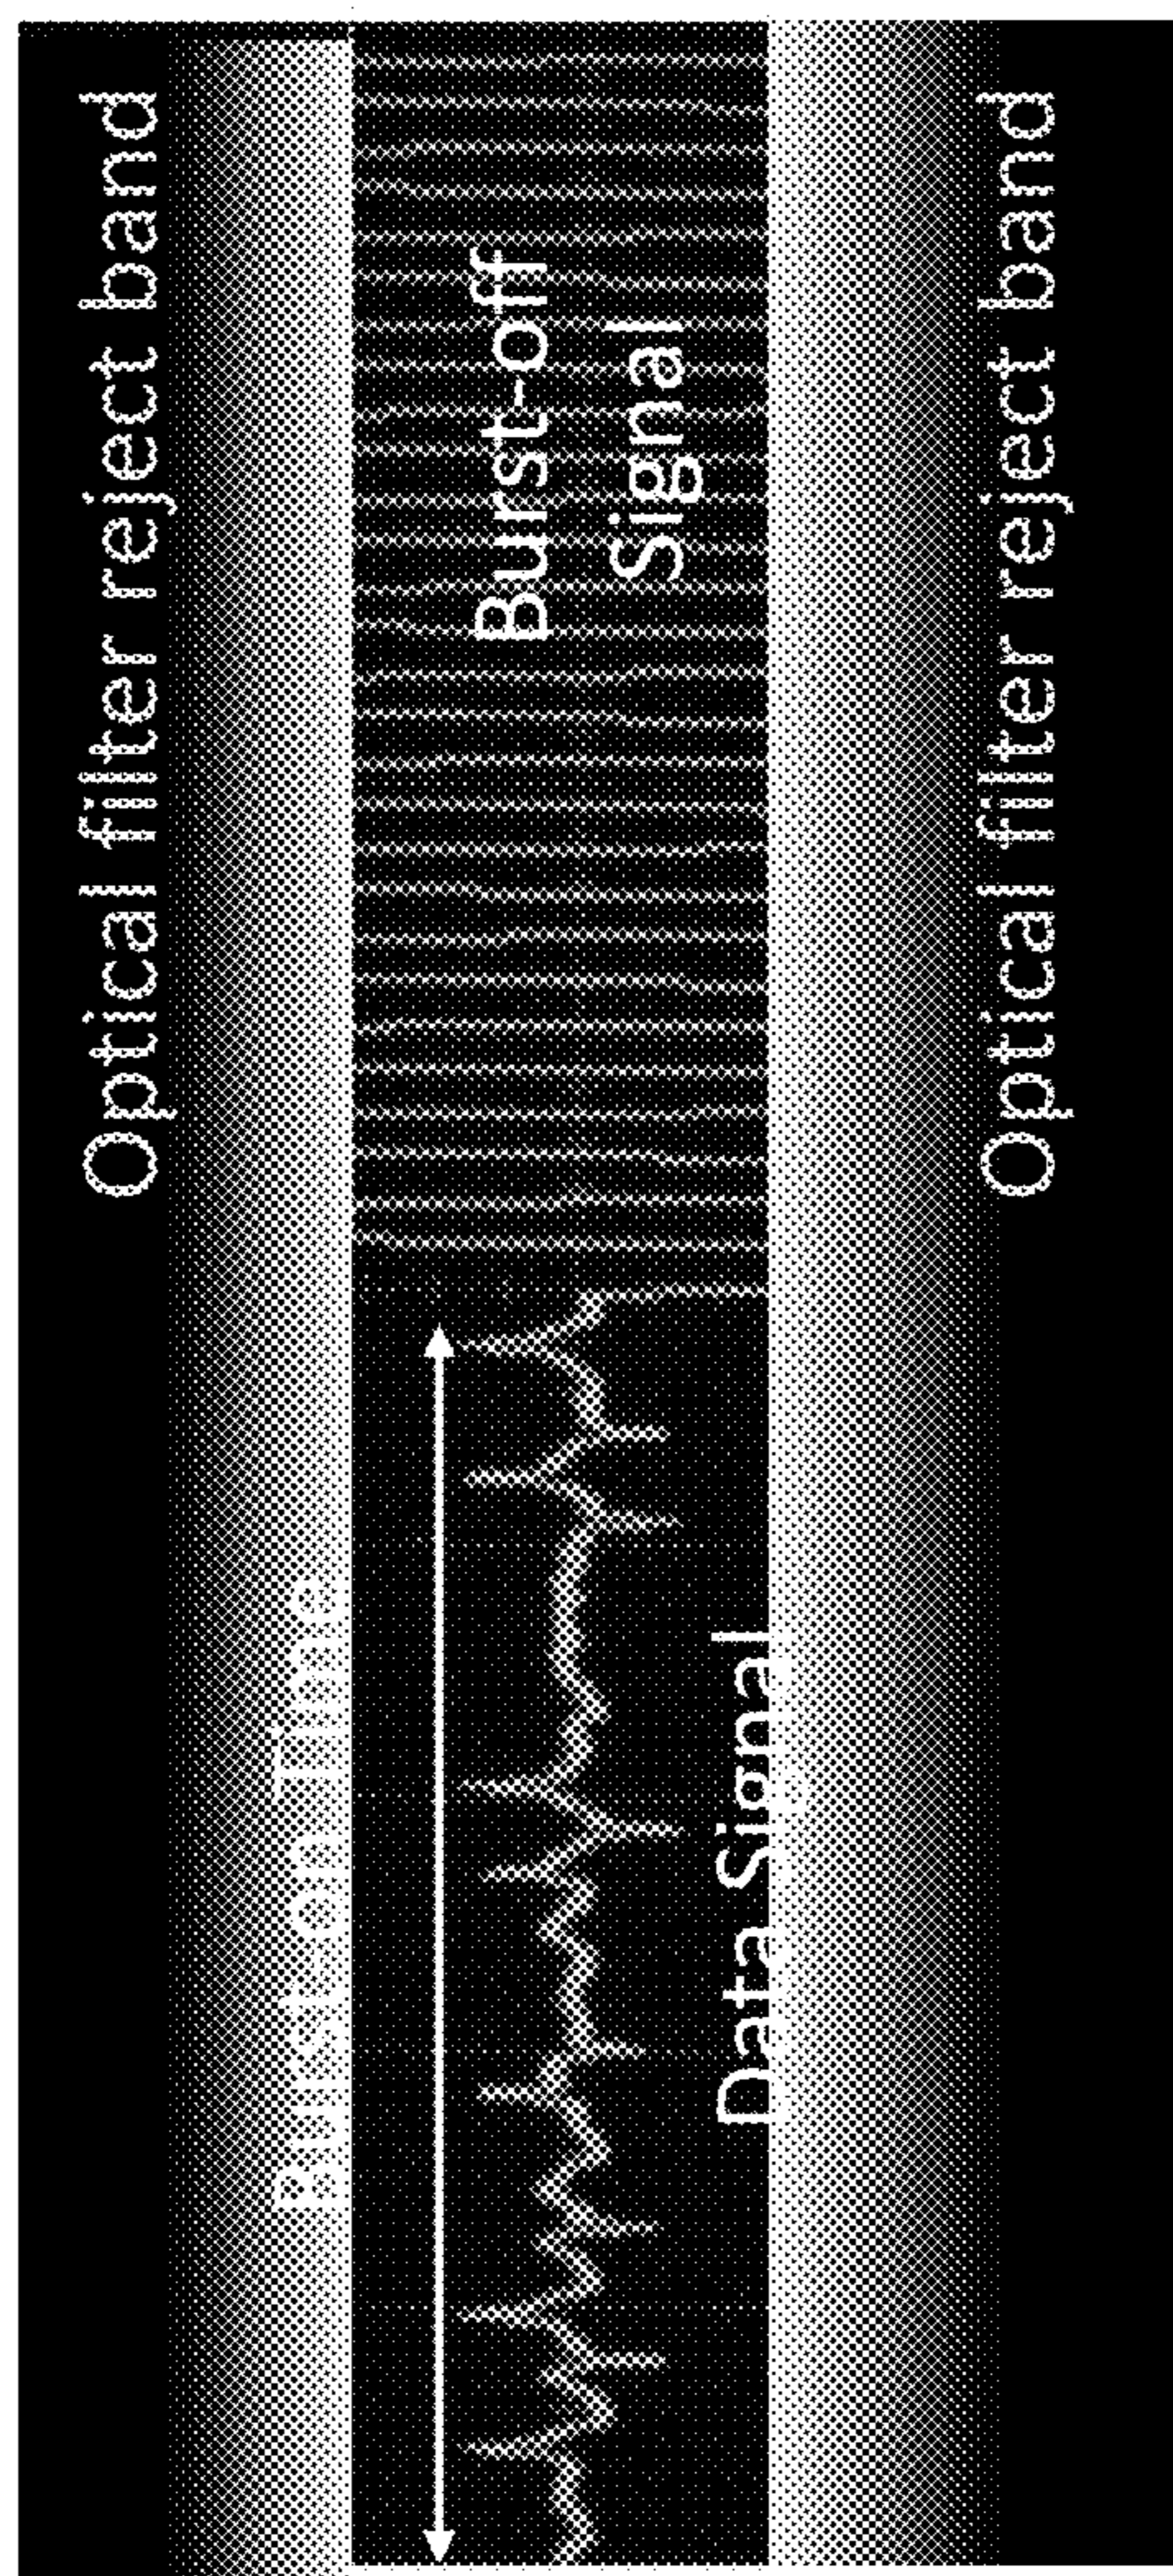 Optical filter reject band
Burst-on Time
Burst-off
Signal
Data Signal
Optical filter reject band